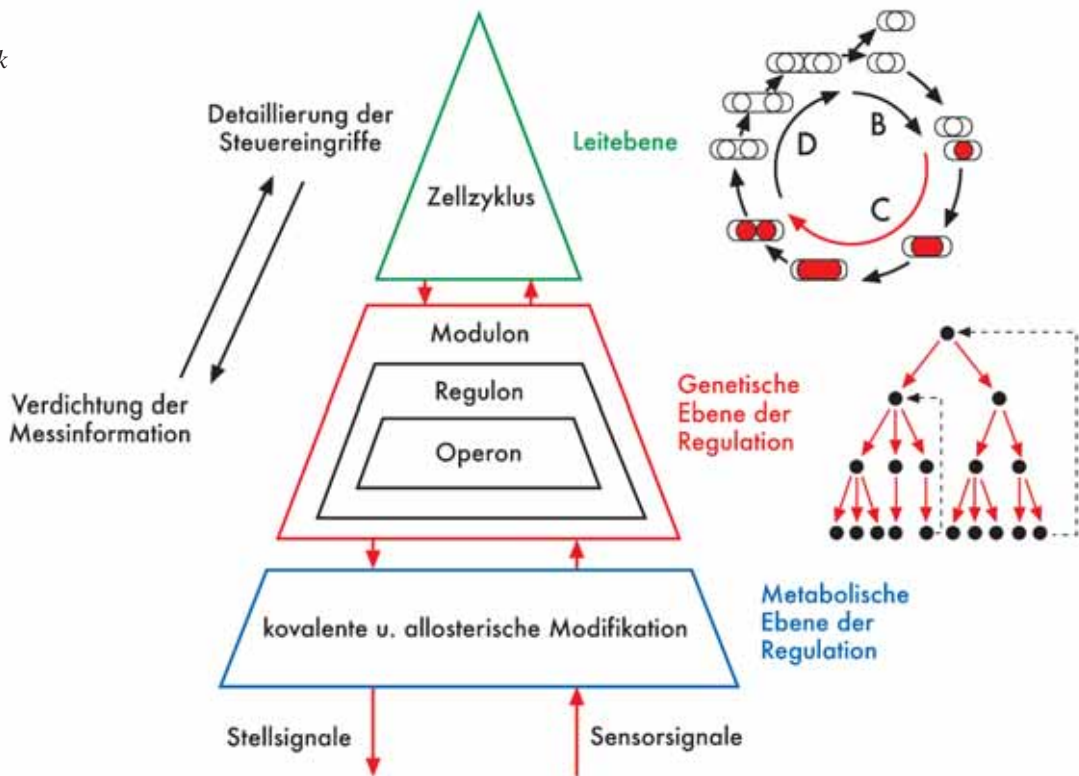 k
Detaillierung der
Steuereingriffe
Leitebene
Zellzyklus
B
D
C
Verdichtung der
Messinformation
Modulon
Regulon
Operon
Genetische
Ebene der
Regulation
kovalente u. allosterische Modifikation
Metabolische
Ebene der
Regulation
Stellsignale
Sensorsignale